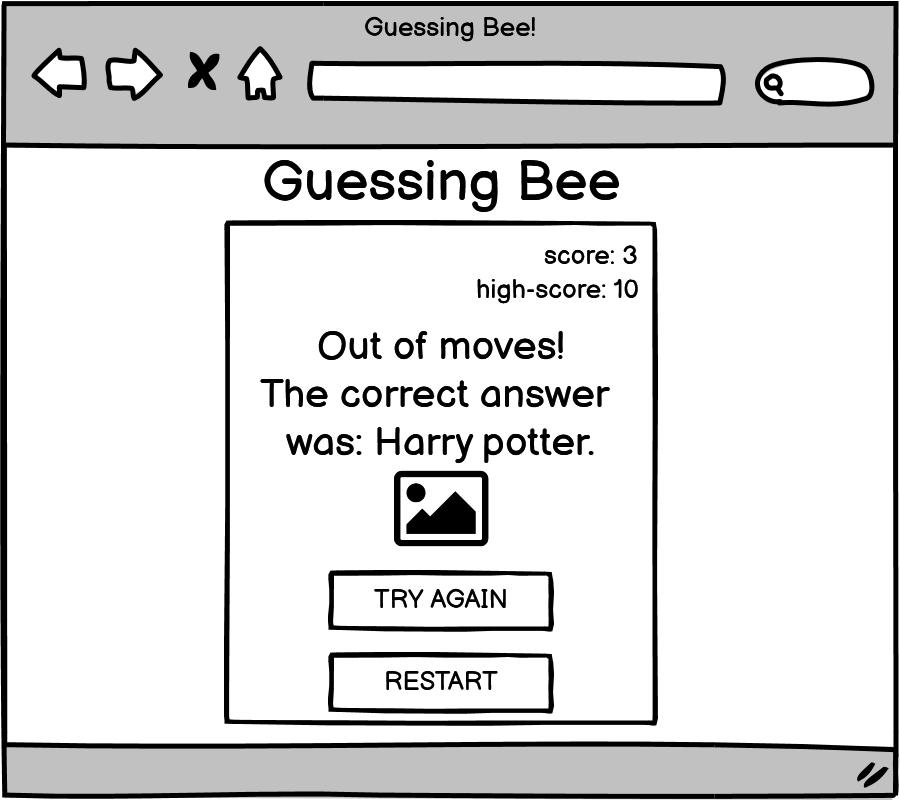 Guessing Bee!
Guessing Bee
score: 3
high-score: 10
Out of moves!
The correct answer
was: Harry potter.
TRY AGAIN
RESTART